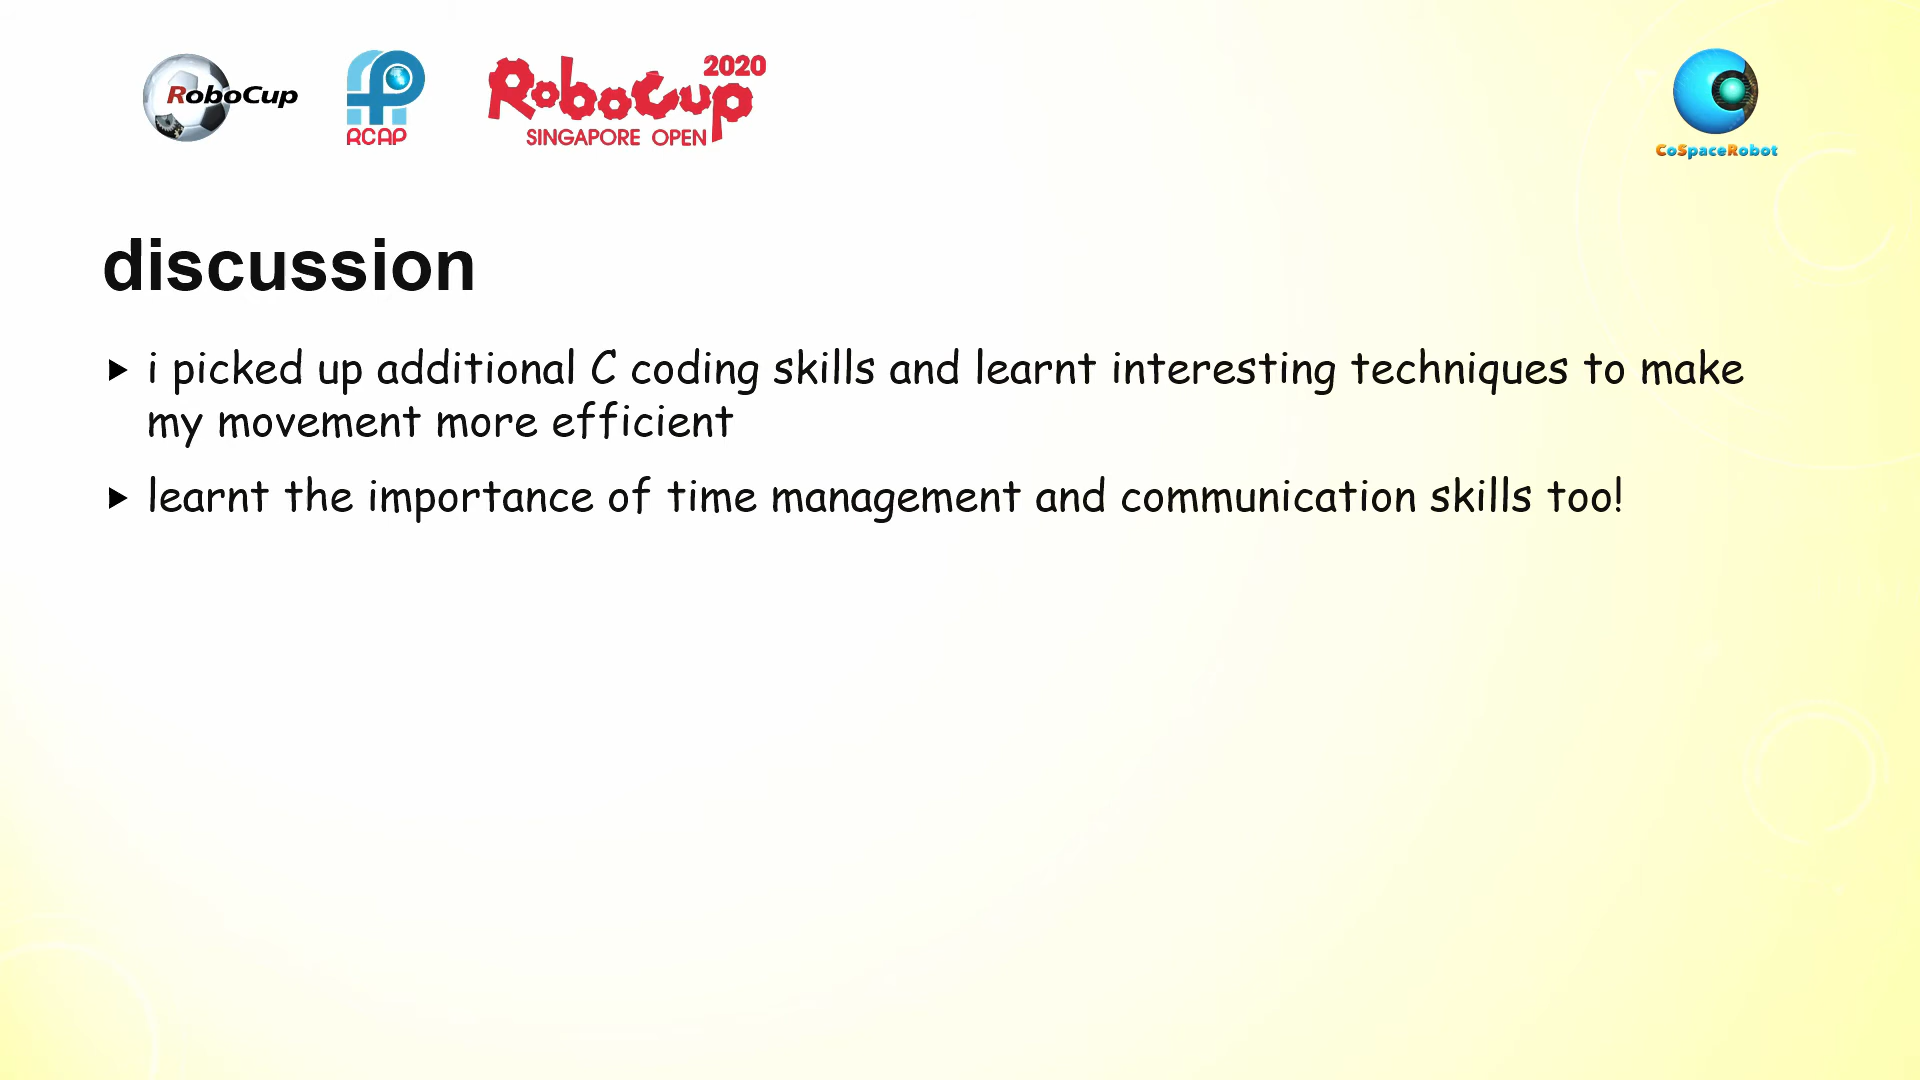 RoboCup
RCAP
RoboCup 2020
SINGAPORE OPEN
CoSpaceRobot
discussion
i picked up additional C coding skills and learnt interesting techniques to make
my movement more efficient
learnt the importance of time management and communication skills too!